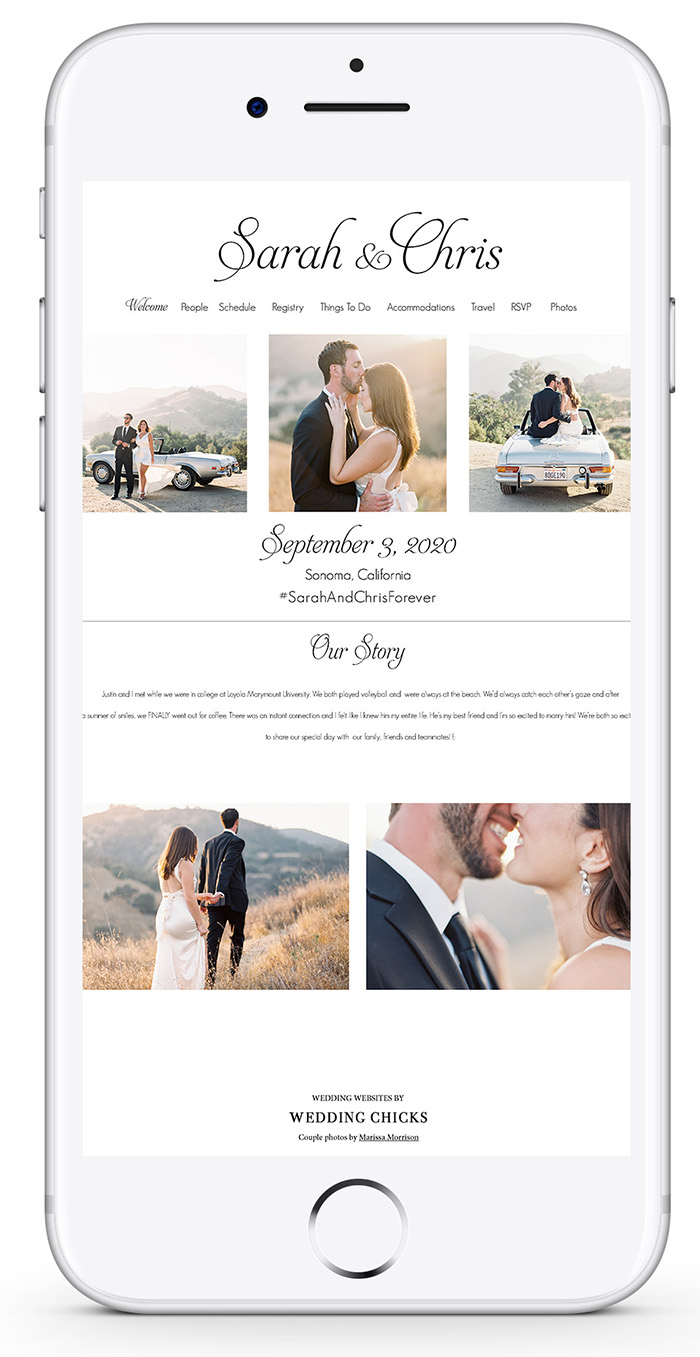 Sarah & Chris
Welcome People Schedule Registry Things To Do Accommodations Travel RSVP Photos
September 3, 2020
Sonoma, California
#SarahAndChrisForever
Our Story
Justin and I met while we were in college at Loyola Marymount University. We both played volleyball and were always at the beach. We'd always catch each other's gaze and after
a summer of smiles, we FINALLY went out for coffee. There was an instant connection and I felt like I knew him my entire life. He's my best friend and I'm so excited to marry him! We're both so excit
to share our special day with our family, friends and teammates! f;
WEDDING WEBSITES BY
WEDDING CHICKS
Couple photos by Marissa Morrison